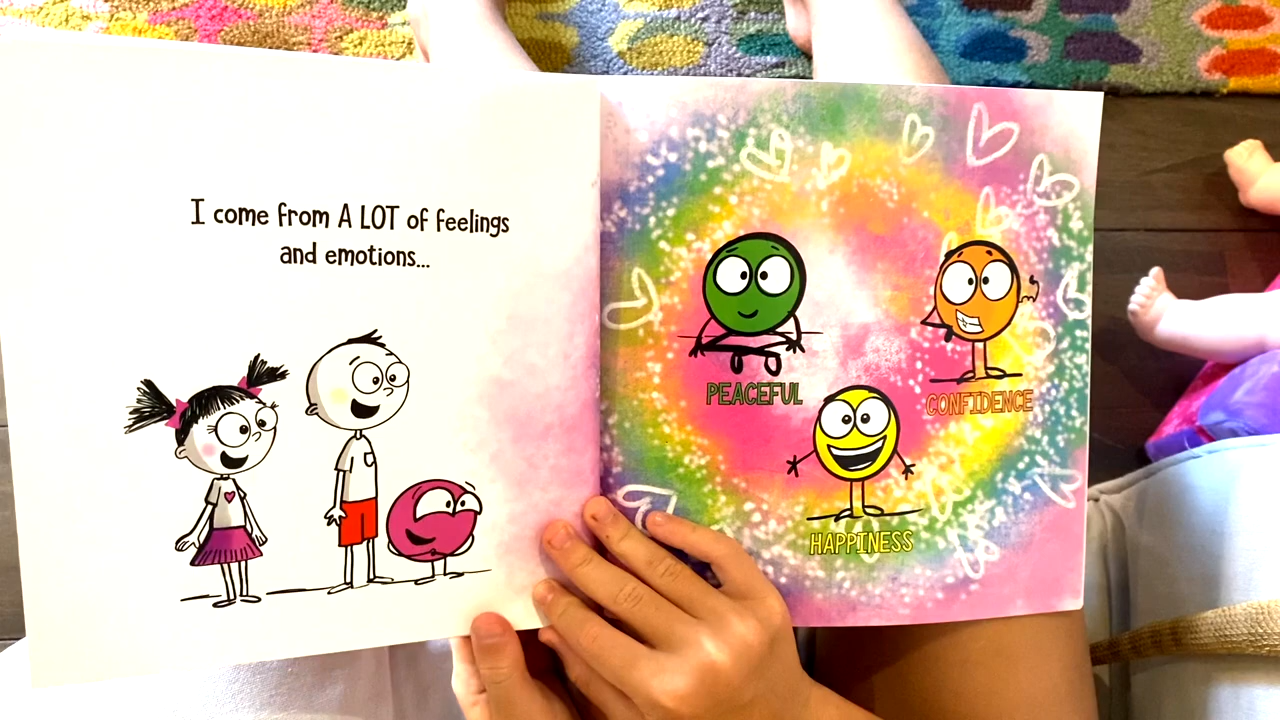 I come from A LOT of feelings
and emotions...
PEACEFUL
CONFIDENCE
HAPPINESS